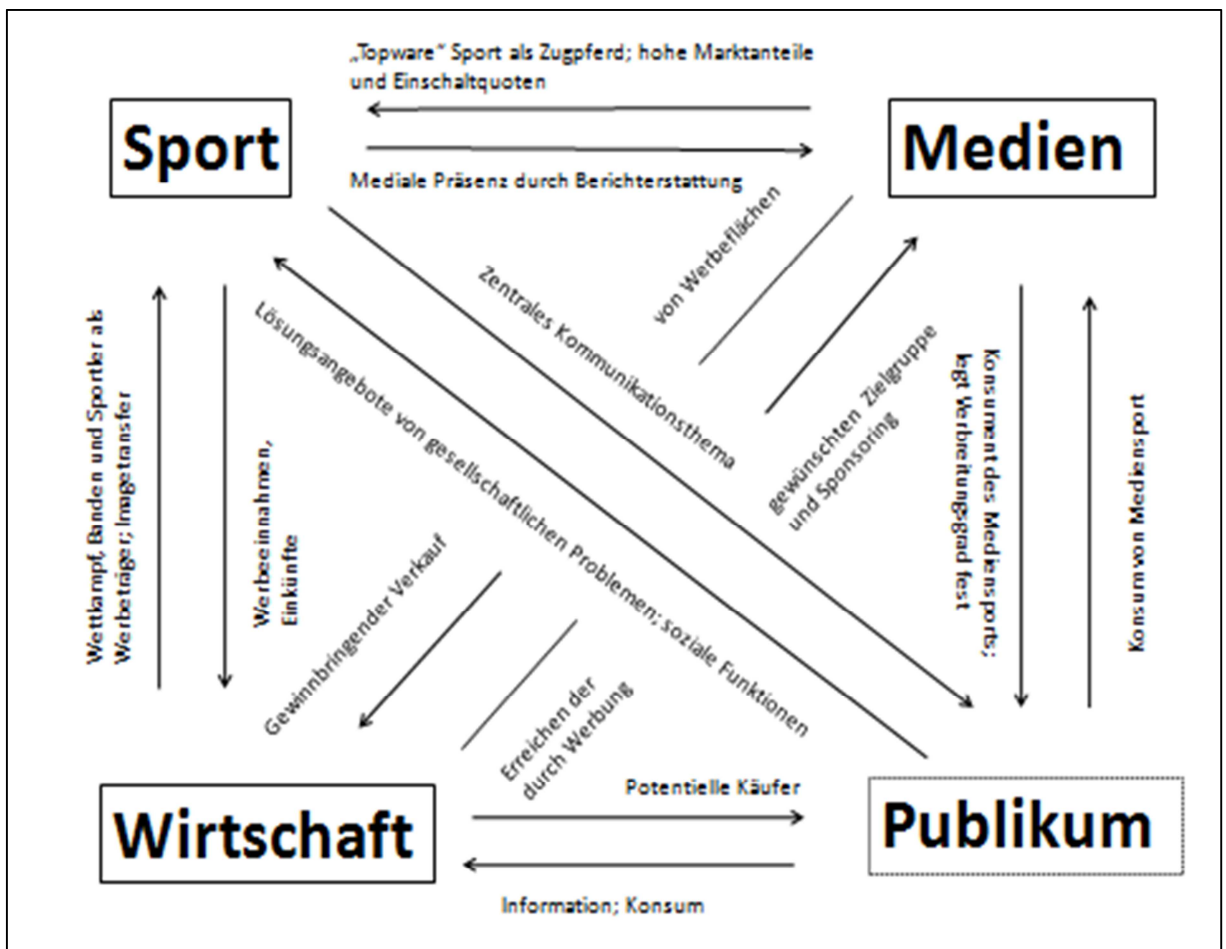 „Topware“ Sport als Zugpferd; hohe Marktanteile
und Einschaltquoten
Sport
Medien
Mediale Präsenz durch Berichterstattung
von Werbeflächen
Zentrales Kommunikationsthema
Lösungsangebote von gesellschaftlichen Problemen; soziale Funktionen
gewünschten Zielgruppe
und Sponsoring
Konsument des Mediensports;
legt Verbreitungsgrad fest
Konsum von Mediensport
Wettkampf, Banden und Sportler als
Werbeträger; Imagetransfer
Werbeeinnahmen,
Einkünfte
Gewinnbringender Verkauf
Erreichen der
durch Werbung
Potentielle Käufer
Wirtschaft
Publikum
Information; Konsum